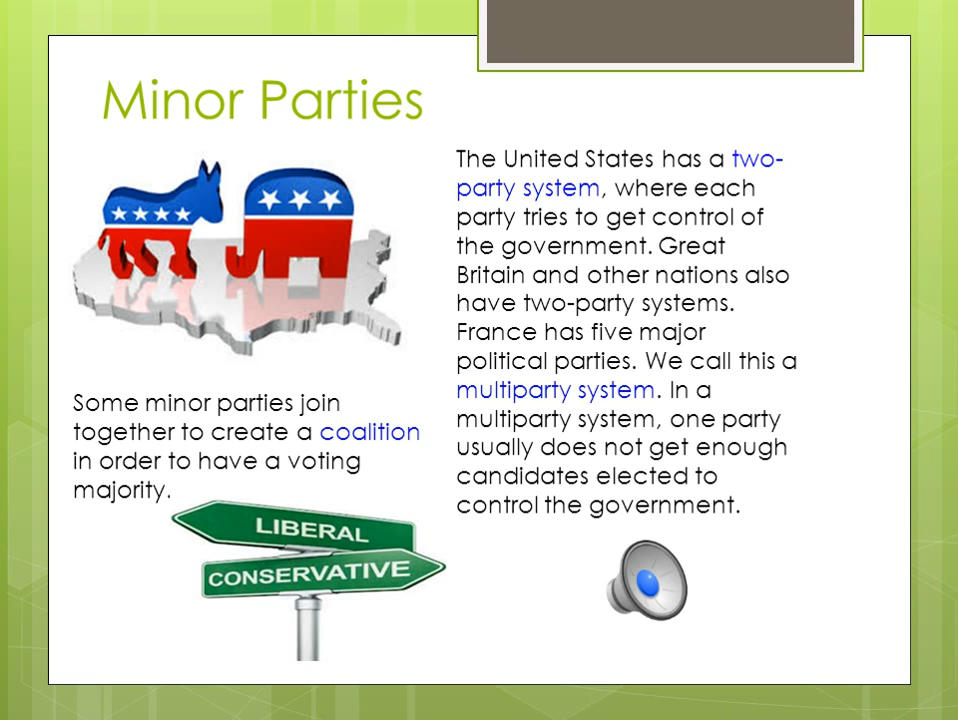 Minor Parties
The United States has a two-
party system, where each
party tries to get control of
the government. Great
Britain and other nations also
have two-party systems.
France has five major
political parties. We call this a
multiparty system. In a
multiparty system, one party
usually does not get enough
candidates elected to
control the government.
Some minor parties join
together to create a coalition
in order to have a voting
majority.
LIBERAL
CONSERVATIVE